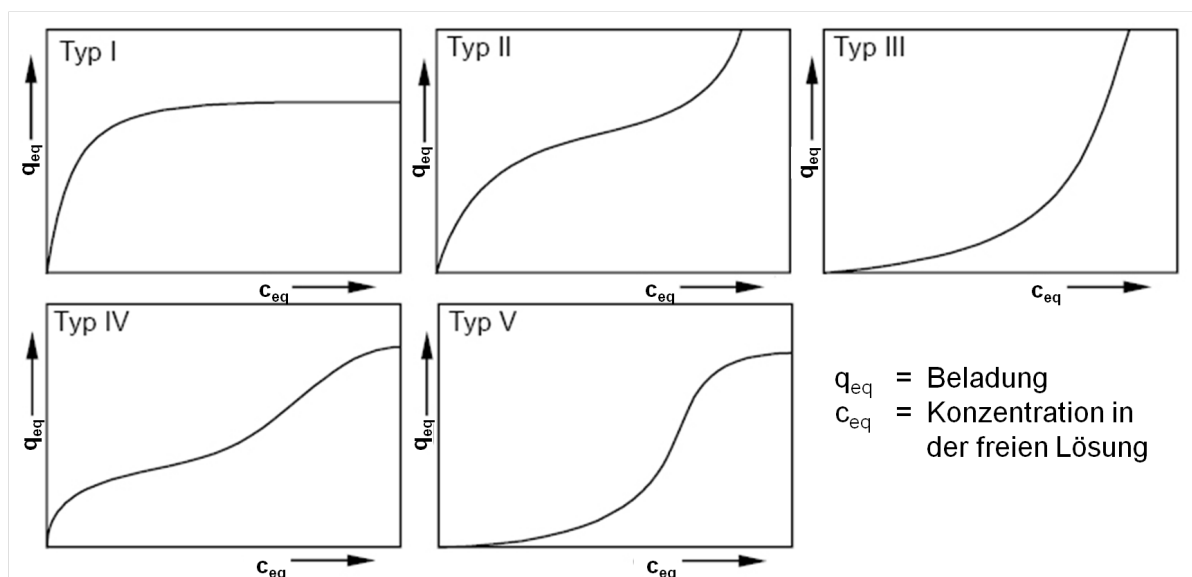 Typ I
q_eq
c_eq
Typ II
q_eq
c_eq
Typ III
q_eq
c_eq
Typ IV
q_eq
c_eq
Typ V
q_eq
c_eq
q_eq = Beladung
c_eq = Konzentration in
der freien Lösung